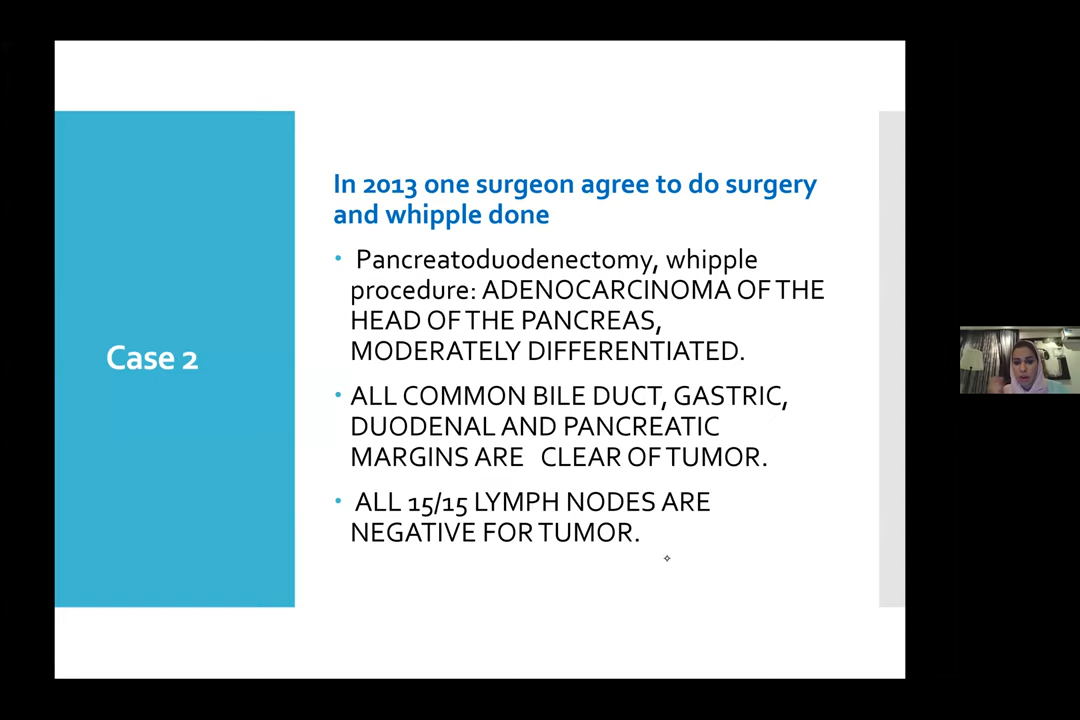 Case 2
In 2013 one surgeon agree to do surgery
and whipple done
• Pancreatoduodenectomy, whipple
procedure: ADENOCARCINOMA OF THE
HEAD OF THE PANCREAS,
MODERATELY DIFFERENTIATED.
• ALL COMMON BILE DUCT, GASTRIC,
DUODENAL AND PANCREATIC
MARGINS ARE CLEAR OF TUMOR.
• ALL 15/15 LYMPH NODES ARE
NEGATIVE FOR TUMOR.